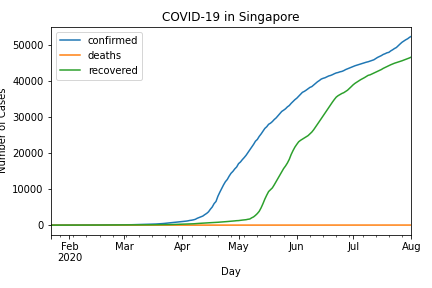 COVID-19 in Singapore
confirmed
deaths
recovered
50000
40000
30000
20000
10000
0
Number of Cases
Feb Mar Apr May Jun Jul Aug
2020
Day